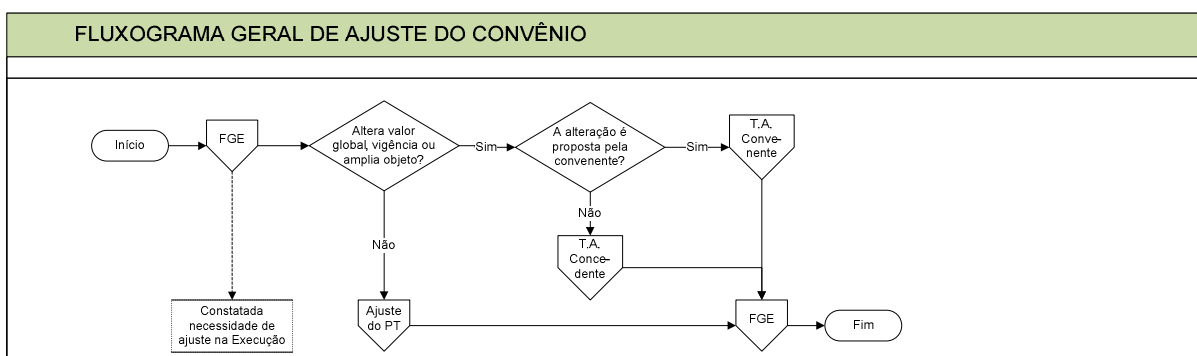 FLUXOGRAMA GERAL DE AJUSTE DO CONVÊNIO
Início
FGE
Altera valor
global, vigência ou
amplia objeto?
Sim
A alteração é
proposta pela
convenente?
Sim
T.A.
Conve-
nente
Não
Não
T.A.
Conce-
dente
Constatada
necessidade de
ajuste na Execução
Ajuste
do PT
FGE
Fim